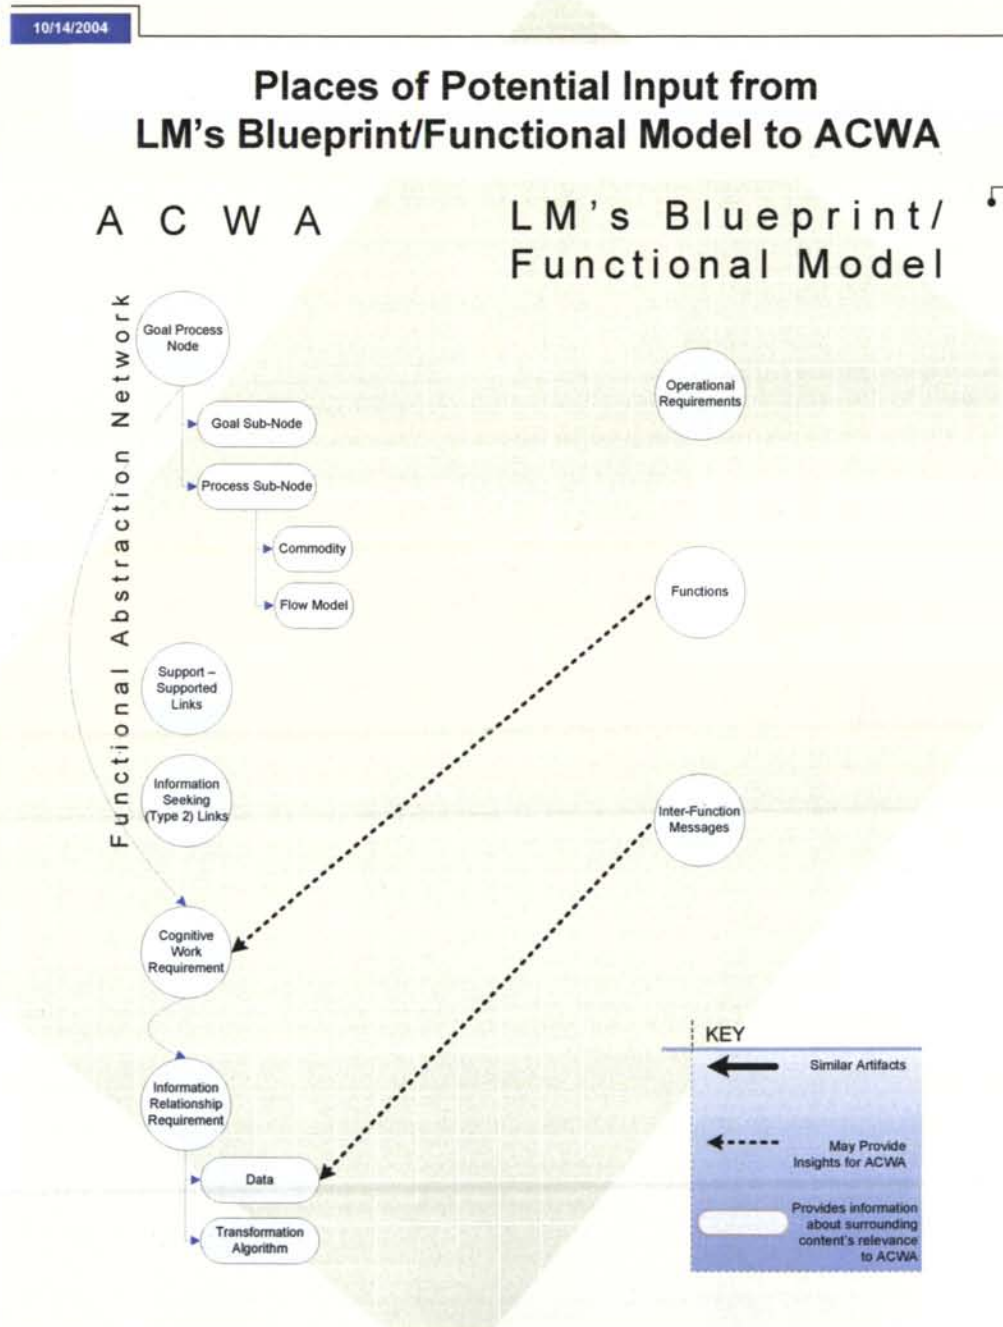 10/14/2004
Places of Potential Input from
LM's Blueprint/Functional Model to ACWA
A C W A
LM's Blueprint/
Functional Model
Functional Abstraction Network
Goal Process
Node
Goal Sub-Node
Process Sub-Node
Commodity
Flow Model
Support –
Supported
Links
Information
Seeking
(Type 2) Links
Cognitive
Work
Requirement
Information
Relationship
Requirement
Data
Transformation
Algorithm
Operational
Requirements
Functions
Inter-Function
Messages
KEY
Similar Artifacts
May Provide
Insights for ACWA
Provides information
about surrounding
content's relevance
to ACWA